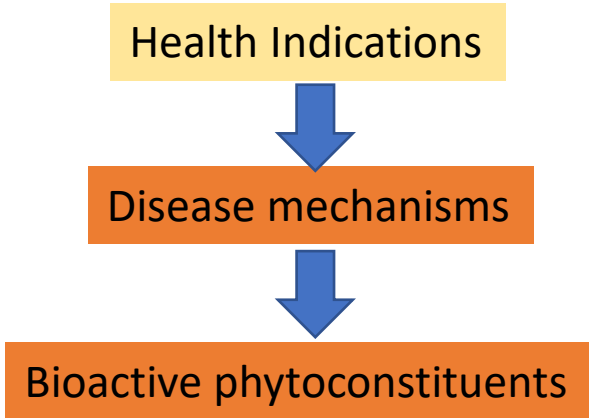 Health Indications
Disease mechanisms
Bioactive phytoconstituents